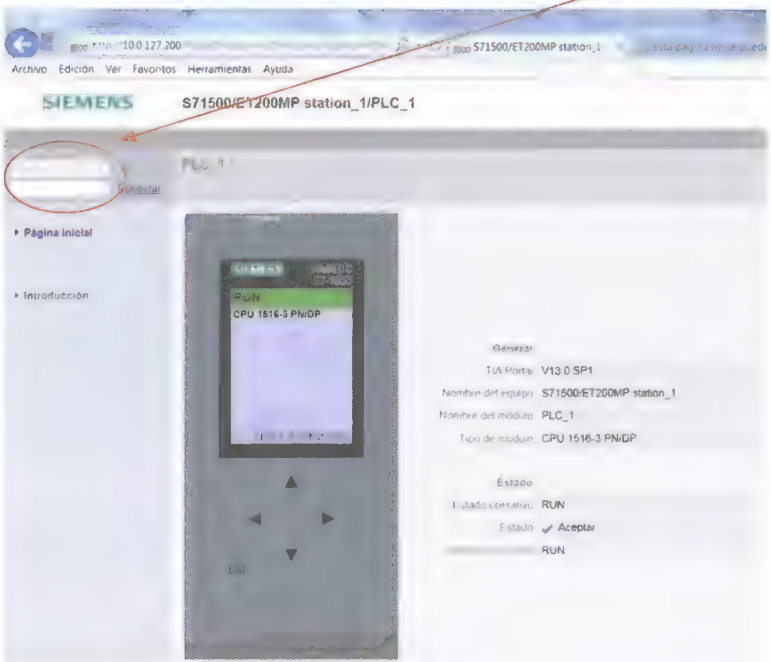 10.0.127.200
S71500/ET200MP station_1
Archivo Edición Ver Favoritos Herramientas Ayuda
SIEMENS
S71500/ET200MP station_1/PLC_1
PLC_1
Conectar
Página inicial
Introducción
SIEMENS
RUN
CPU 1516-3 PN/DP
ESC
General
TIA Portal V13.0 SP1
Nombre del equipo S71500/ET200MP station_1
Nombre del módulo PLC_1
Tipo de módulo CPU 1516-3 PN/DP
Estado
Estado operativo RUN
Estado Aceptar
RUN